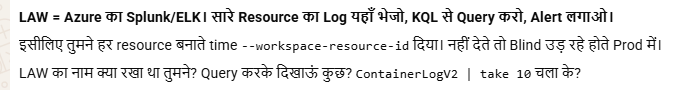 LAW = Azure का Splunk/ELK। सारे Resource का Log यहाँ भेजो, KQL से Query करो, Alert लगाओ।
इसीलिए तुमने हर resource बनाते time --workspace-resource-id दिया। नहीं देते तो Blind उड़ रहे होते Prod में।
LAW का नाम क्या रखा था तुमने? Query करके दिखाऊं कुछ? ContainerLogV2 | take 10 चला के?